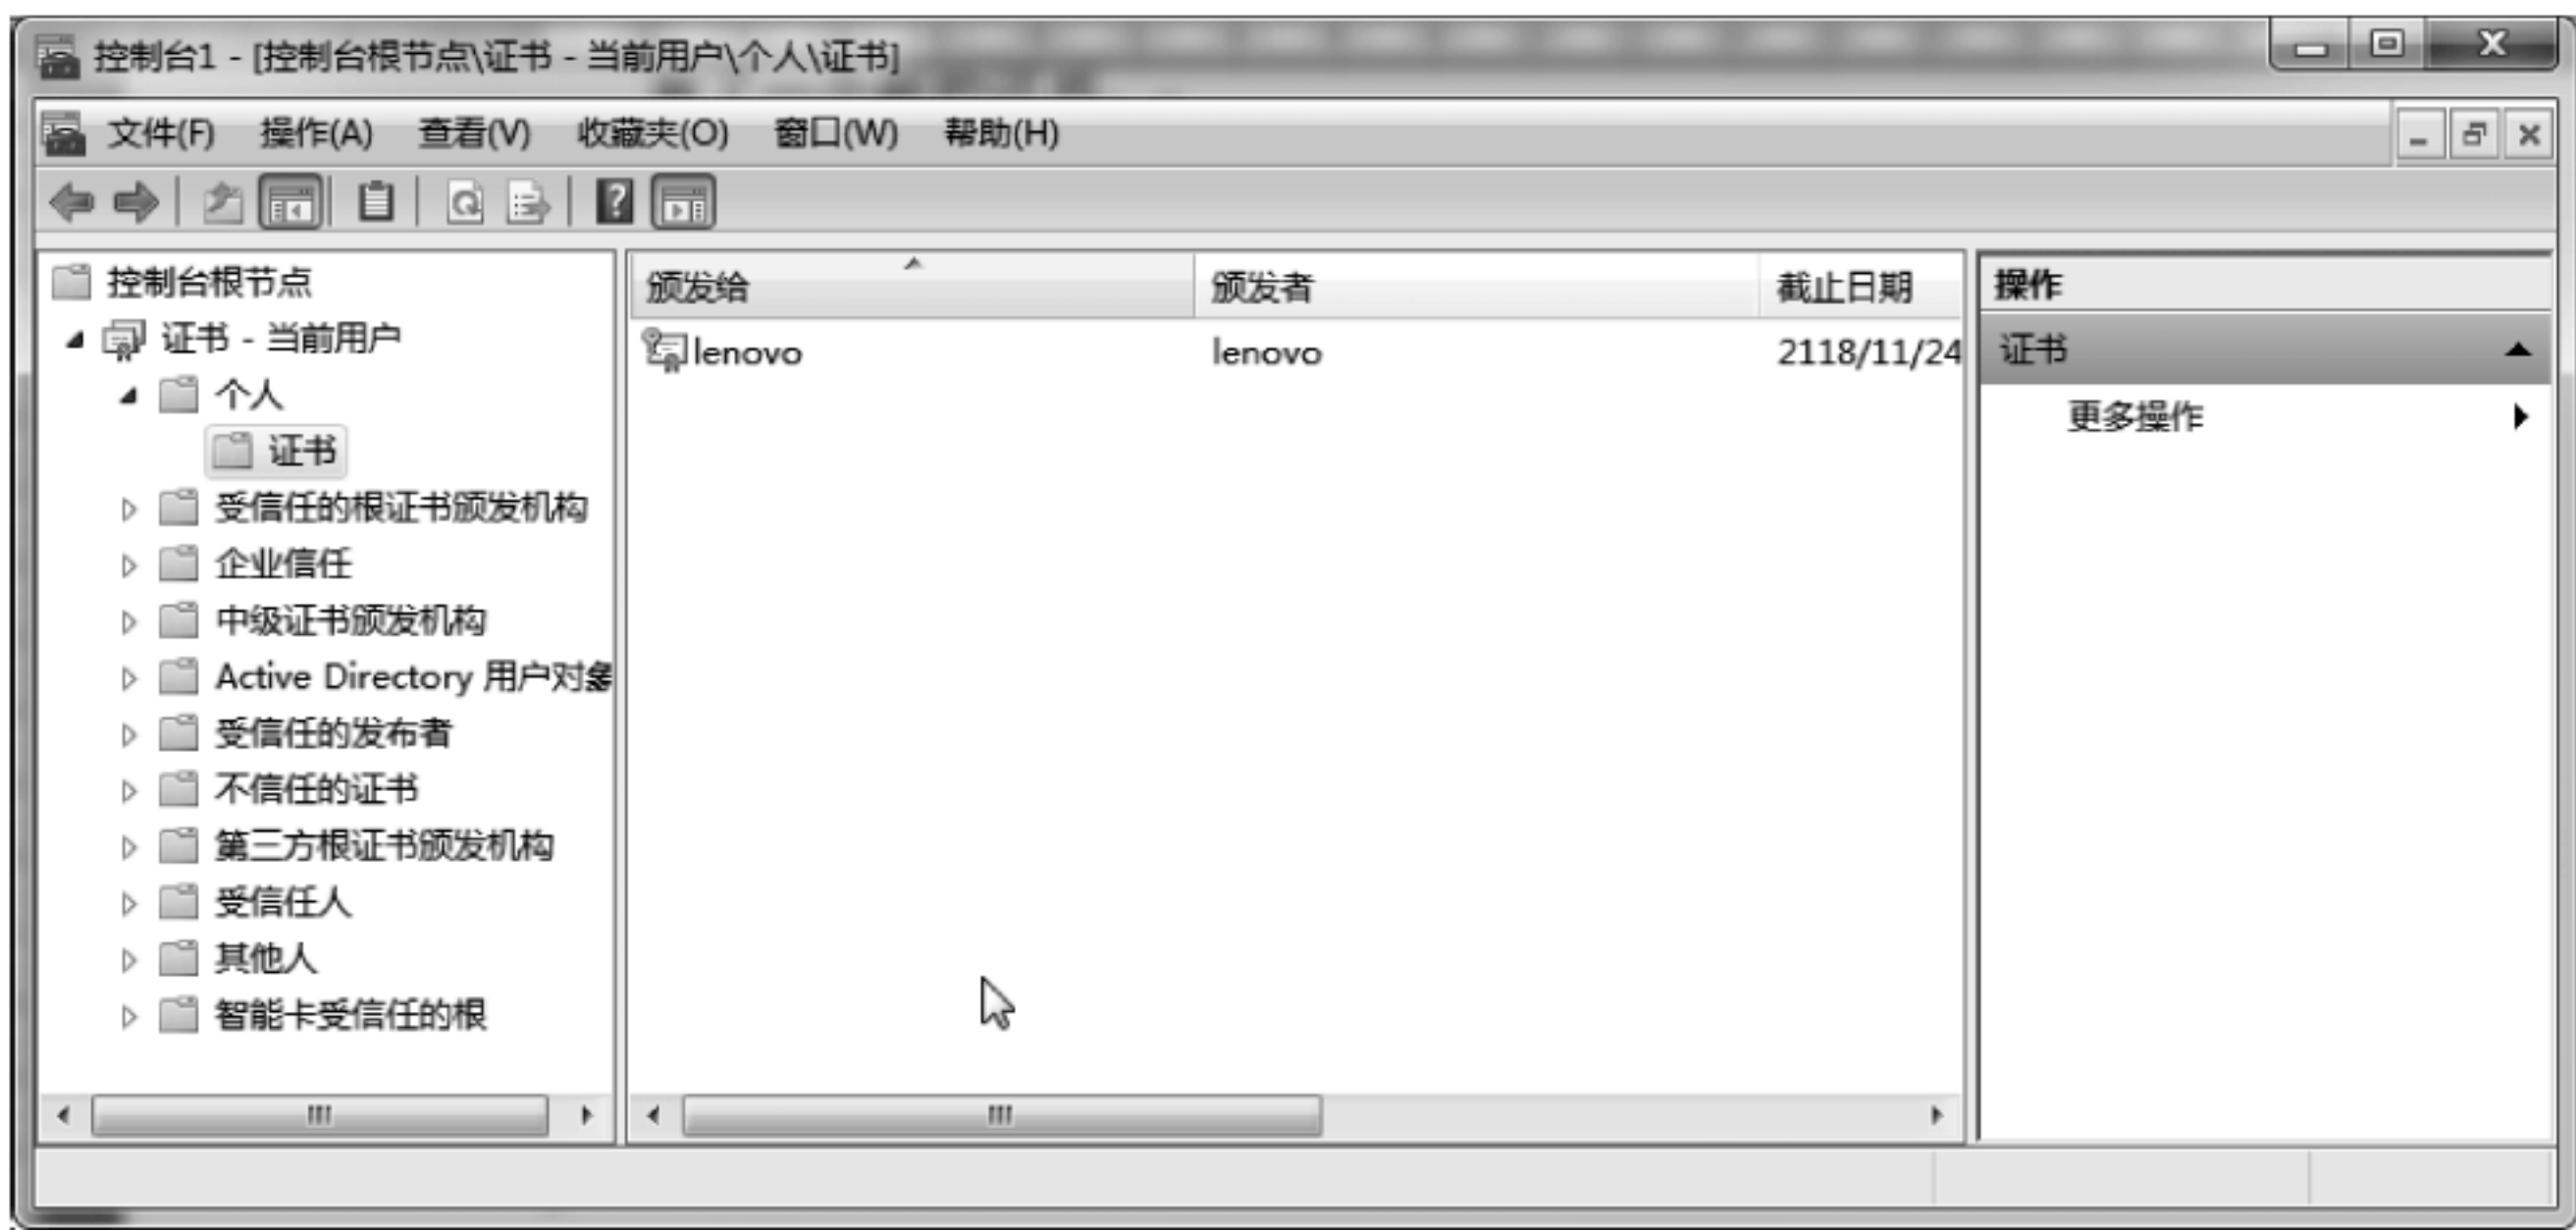 控制台1 - [控制台根节点\证书 - 当前用户\个人\证书]
文件(F) 操作(A) 查看(V) 收藏夹(O) 窗口(W) 帮助(H)
控制台根节点
证书 - 当前用户
个人
证书
受信任的根证书颁发机构
企业信任
中级证书颁发机构
Active Directory 用户对象
受信任的发布者
不信任的证书
第三方根证书颁发机构
受信任人
其他人
智能卡受信任的根
颁发给 颁发者 截止日期
lenovo lenovo 2118/11/24
操作
证书
更多操作